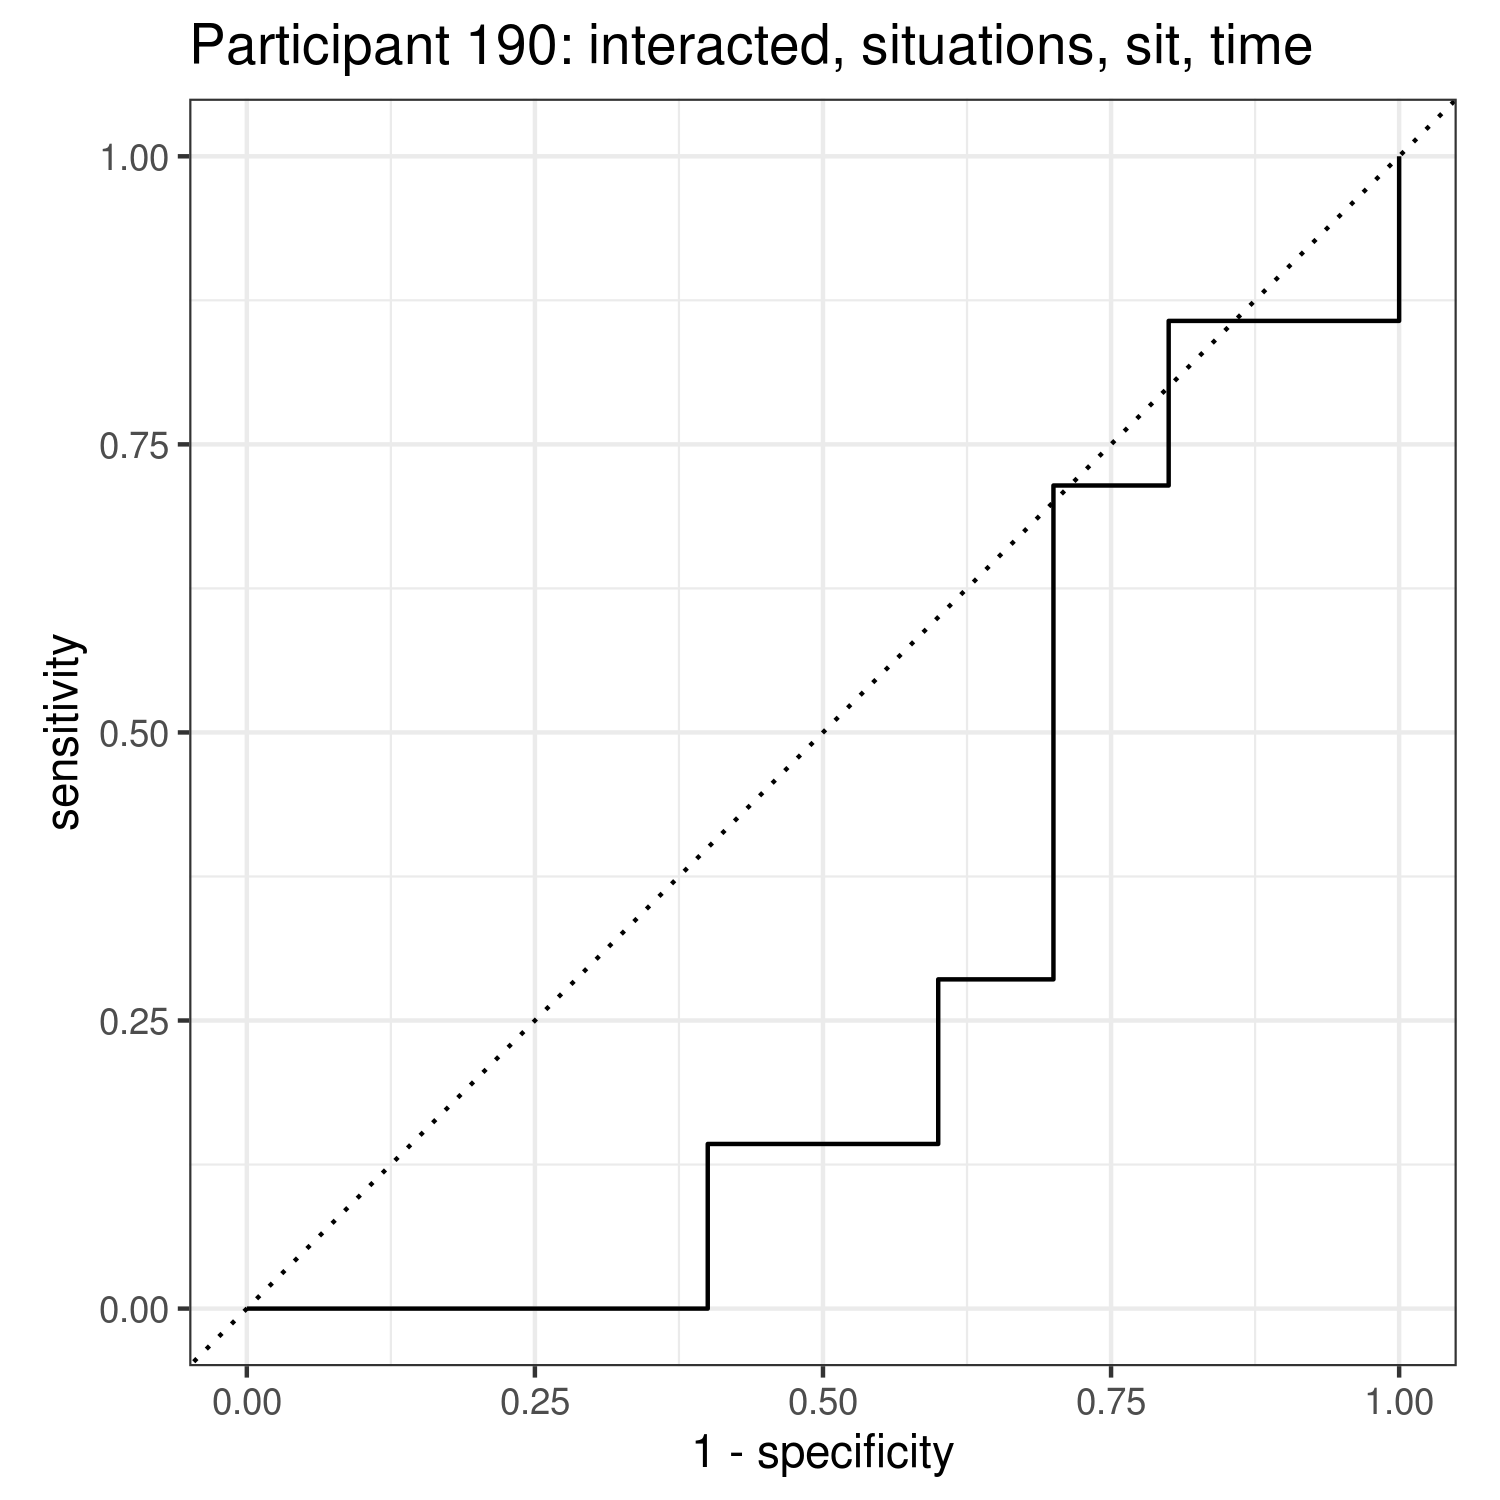 Participant 190: interacted, situations, sit, time
1.00
0.75
0.50
0.25
0.00
sensitivity
0.00 0.25 0.50 0.75 1.00
1 - specificity